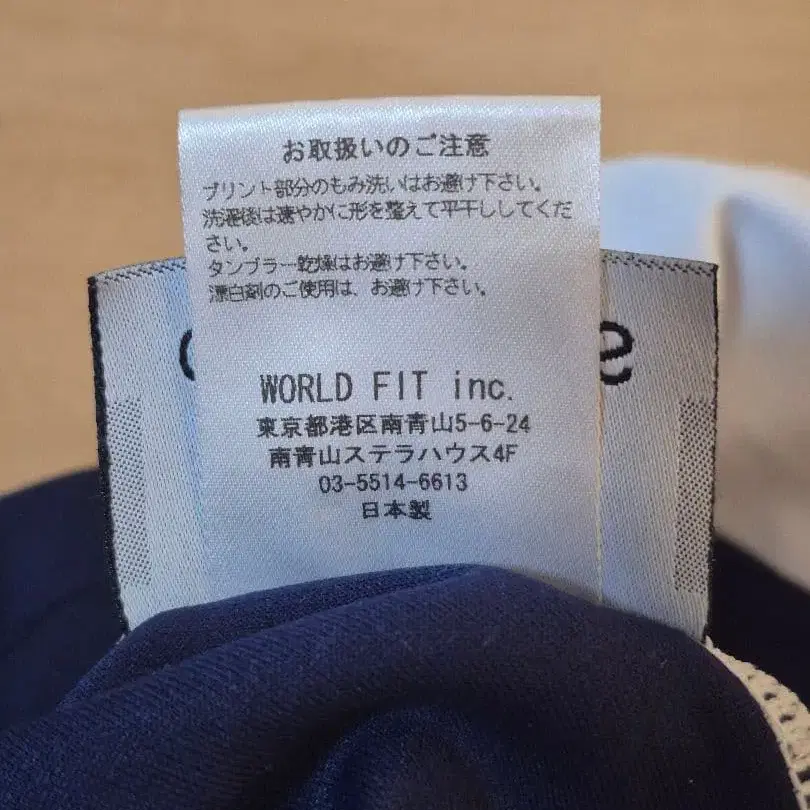 お取扱いのご注意
プリント部分のもみ洗いはお避け下さい。
洗濯後は速やかに形を整えて平干ししてくだ
さい。
タンブラー乾燥はお避け下さい。
漂白剤のご使用は、お避け下さい。
WORLD FIT inc.
東京都港区南青山5-6-24
南青山ステラハウス4F
03-5514-6613
日本製